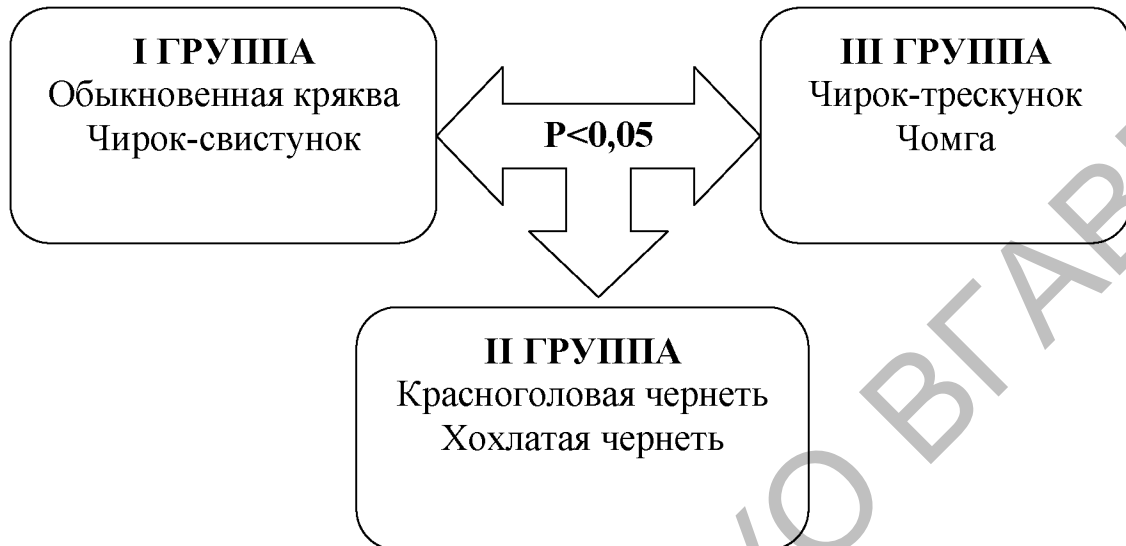 I ГРУППА
Обыкновенная кряква
Чирок-свистунок
P<0,05
III ГРУППА
Чирок-трескунок
Чомга
II ГРУППА
Красноголовая чернеть
Хохлатая чернеть